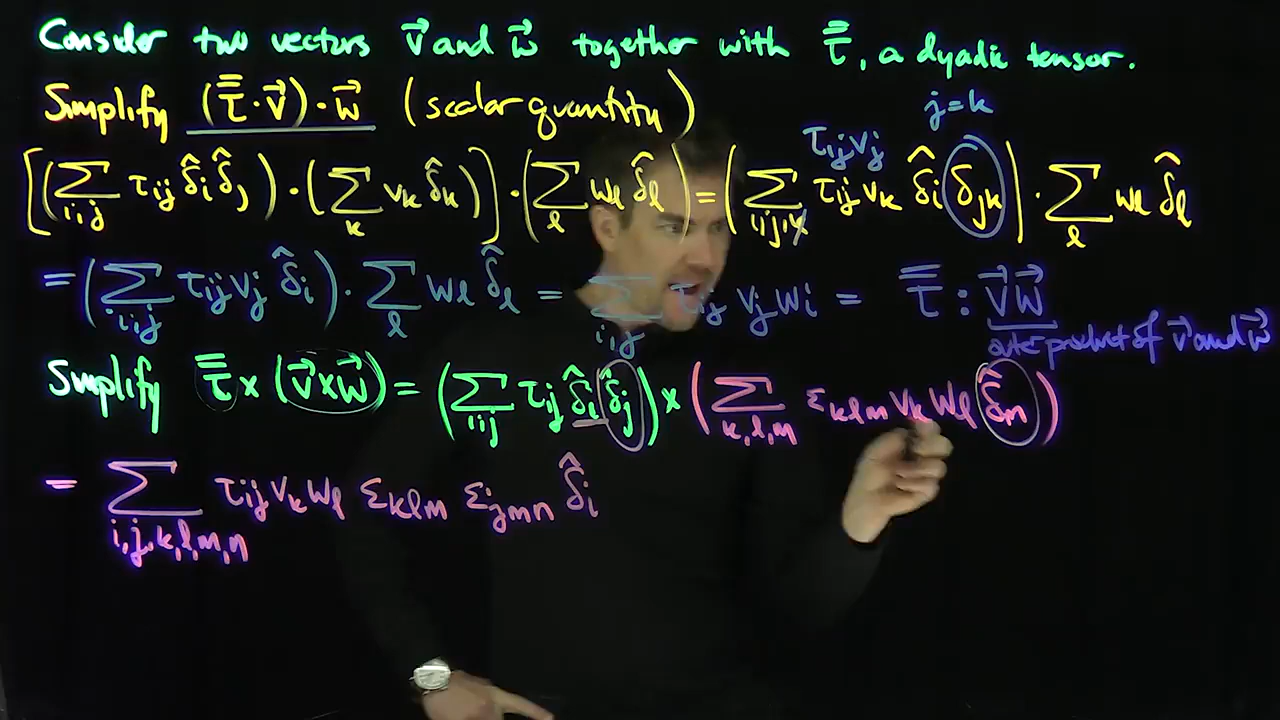 Consider two vectors v⃗ and w⃗ together with τ̿, a dyadic tensor.
Simplify (τ̿ · v⃗) · w⃗ (scalar quantity)
j=k
τij vj
[(∑i,j τij δ̂i δ̂j) · (∑k vk δ̂k)] · (∑l wl δ̂l) = (∑i,j,k τij vk δ̂i δjk) · ∑l wl δ̂l
= (∑i,j τij vj δ̂i) · ∑l wl δ̂l = ∑i,j τij vj wi = τ̿ : v⃗w⃗
outer product of v⃗ and w⃗
Simplify τ̿ × (v⃗ × w⃗) = (∑i,j τij δ̂i δ̂j) × (∑k,l,m εklm vk wl δ̂m)
= ∑i,j,k,l,m,n τij vk wl εklm εjmn δ̂i